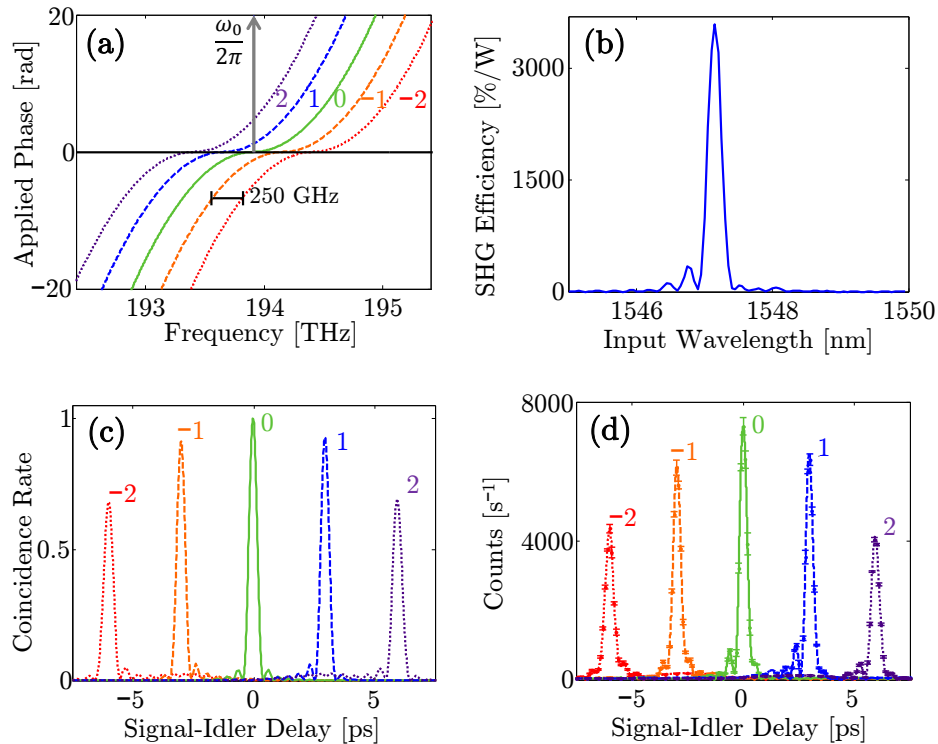 (a)
Applied Phase [rad]
20
0
−20
ω₀
2π
2
1
0
−1
−2
250 GHz
193
194
195
Frequency [THz]
(b)
SHG Efficiency [%/W]
3600
1800
0
1546
1548
1550
Input Wavelength [nm]
(c)
Coincidence Rate
1
0.5
0
−2
−1
0
1
2
−5
0
5
Signal-Idler Delay [ps]
(d)
Counts [s⁻¹]
8000
4000
0
−2
−1
0
1
2
−5
0
5
Signal-Idler Delay [ps]